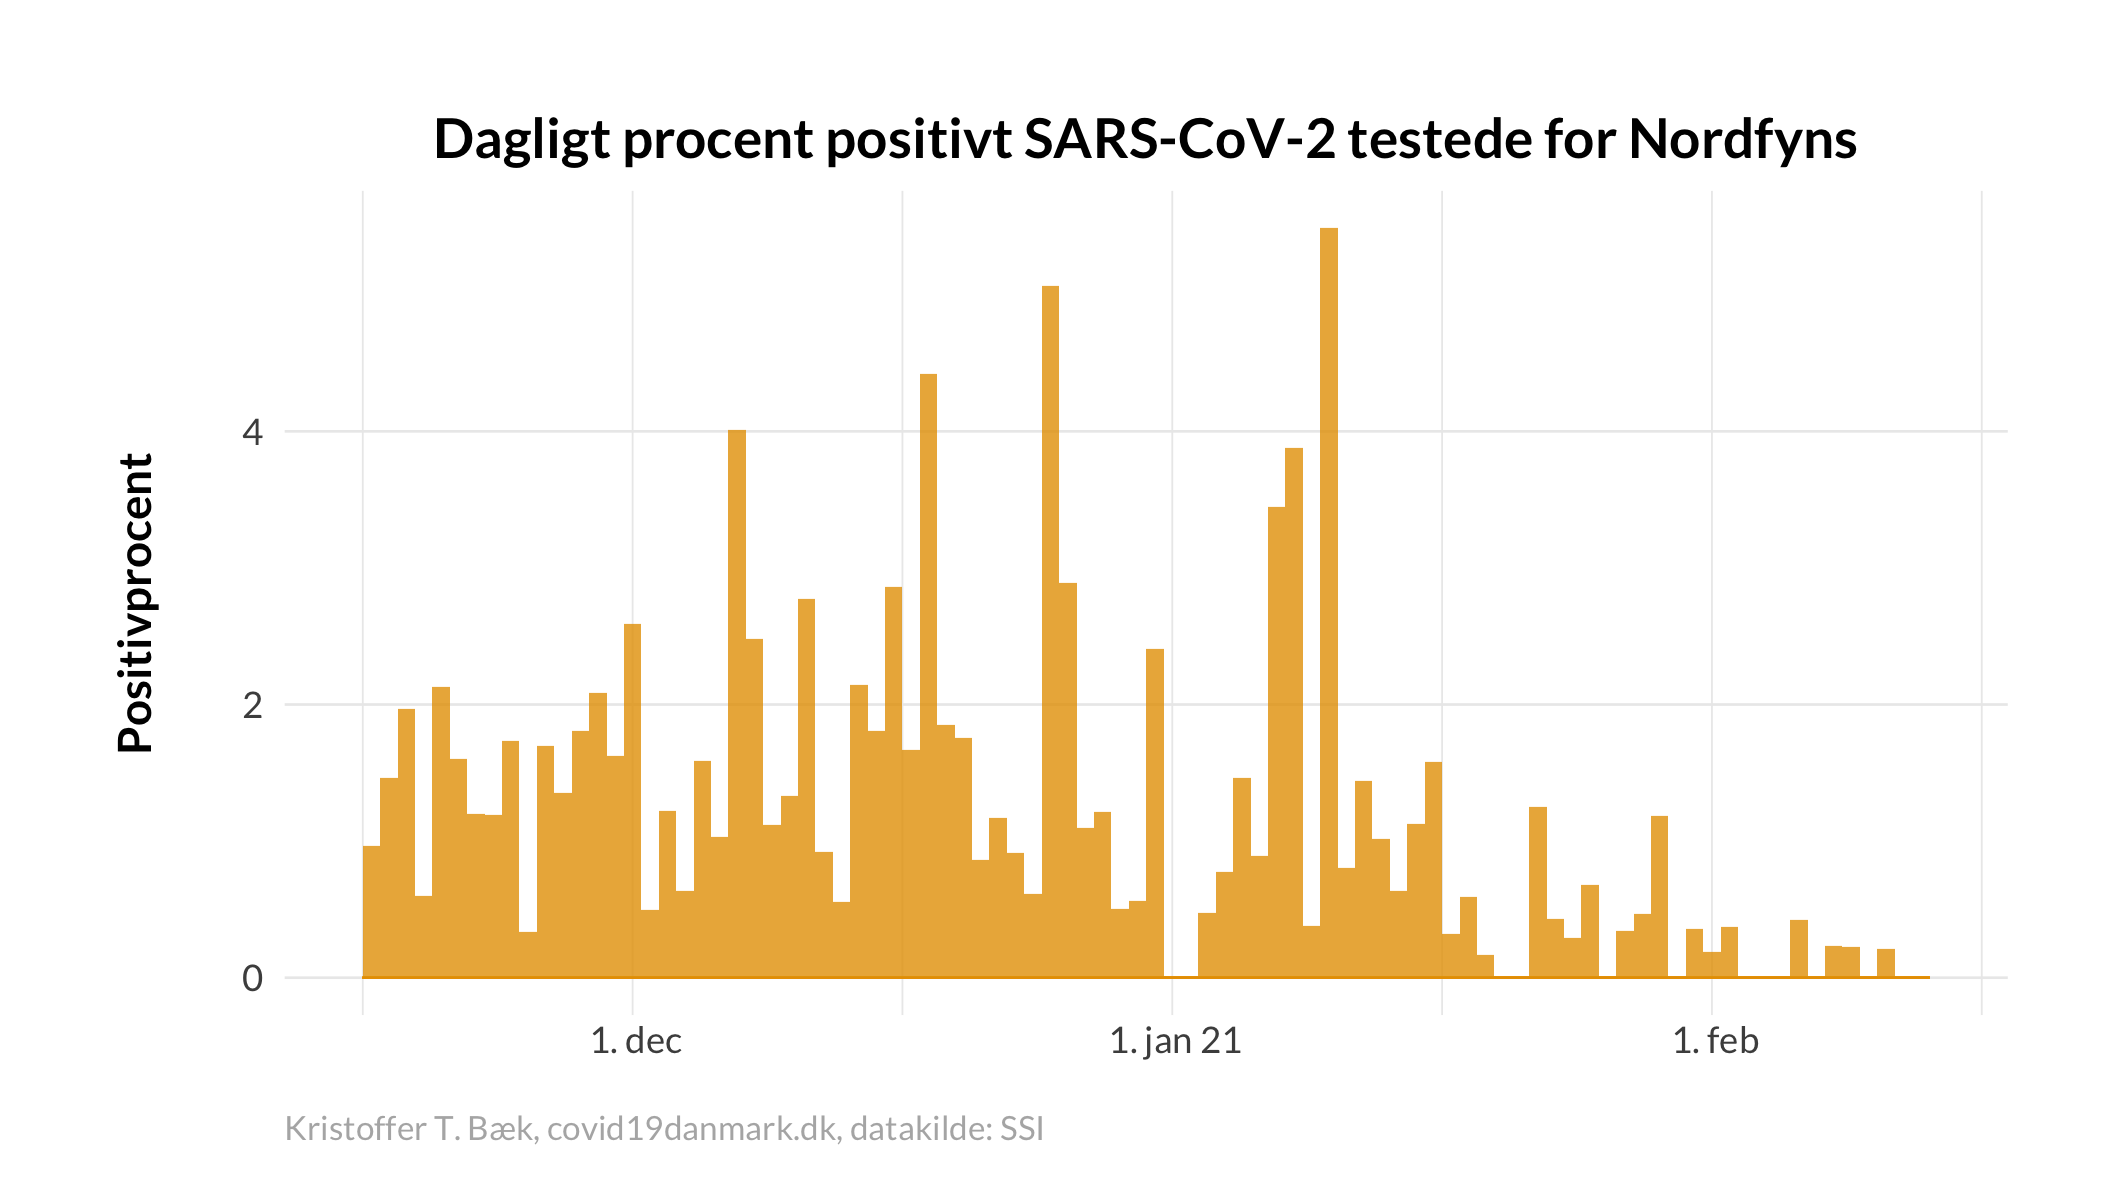 Dagligt procent positivt SARS-CoV-2 testede for Nordfyns
Positivprocent
4
2
0
1. dec
1. jan 21
1. feb
Kristoffer T. Bæk, covid19danmark.dk, datakilde: SSI